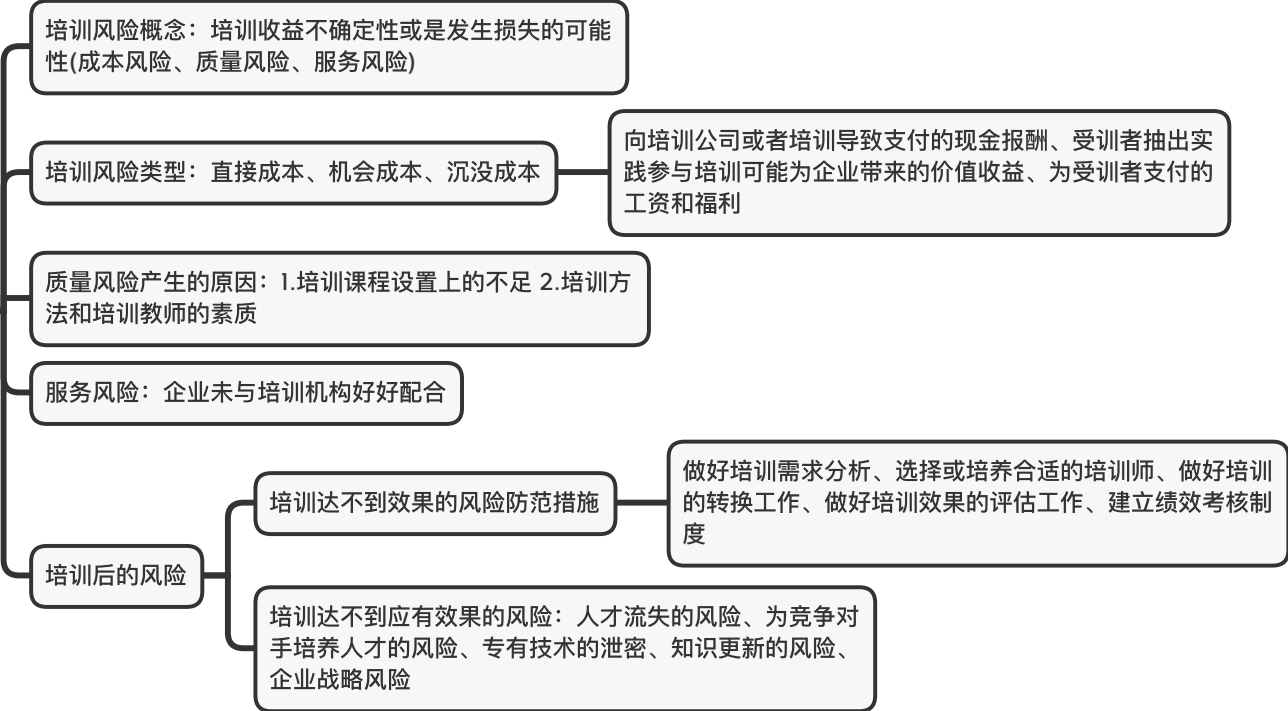 培训风险概念：培训收益不确定性或是发生损失的可能
性(成本风险、质量风险、服务风险)
培训风险类型：直接成本、机会成本、沉没成本
向培训公司或者培训导致支付的现金报酬、受训者抽出实
践参与培训可能为企业带来的价值收益、为受训者支付的
工资和福利
质量风险产生的原因：1.培训课程设置上的不足 2.培训方
法和培训教师的素质
服务风险：企业未与培训机构好好配合
培训后的风险
培训达不到效果的风险防范措施
做好培训需求分析、选择或培养合适的培训师、做好培训
的转换工作、做好培训效果的评估工作、建立绩效考核制
度
培训达不到应有效果的风险：人才流失的风险、为竞争对
手培养人才的风险、专有技术的泄密、知识更新的风险、
企业战略风险